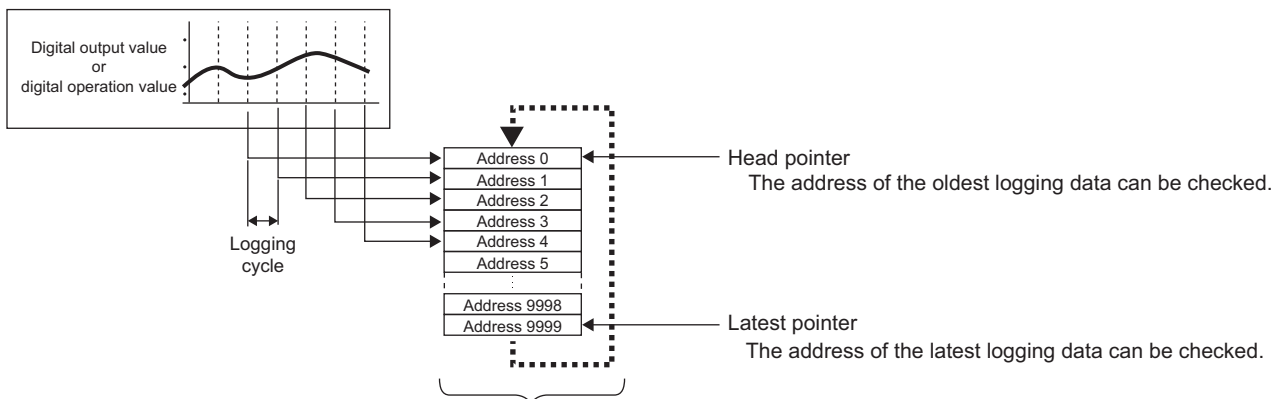 Digital output value
or
digital operation value
Logging
cycle
Address 0
Address 1
Address 2
Address 3
Address 4
Address 5
Address 9998
Address 9999
Head pointer
The address of the oldest logging data can be checked.
Latest pointer
The address of the latest logging data can be checked.